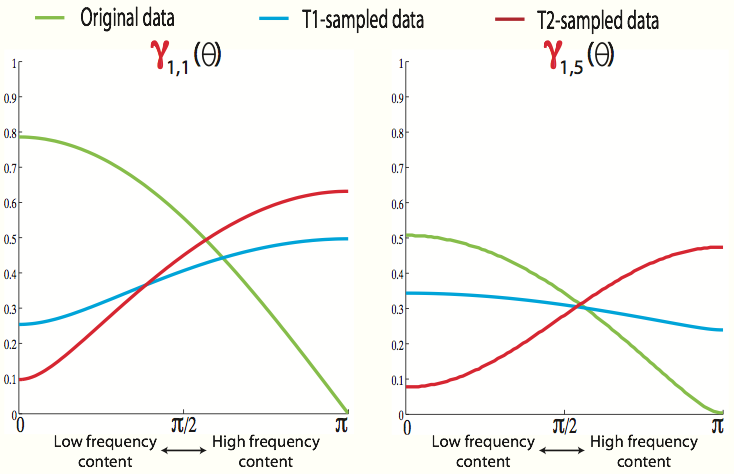 Original data
T1-sampled data
T2-sampled data
γ1,1(θ)
γ1,5(θ)
1
0.9
0.8
0.7
0.6
0.5
0.4
0.3
0.2
0.1
0
0
π/2
π
Low frequency content
High frequency content
1
0.9
0.8
0.7
0.6
0.5
0.4
0.3
0.2
0.1
0
0
π/2
π
Low frequency content
High frequency content